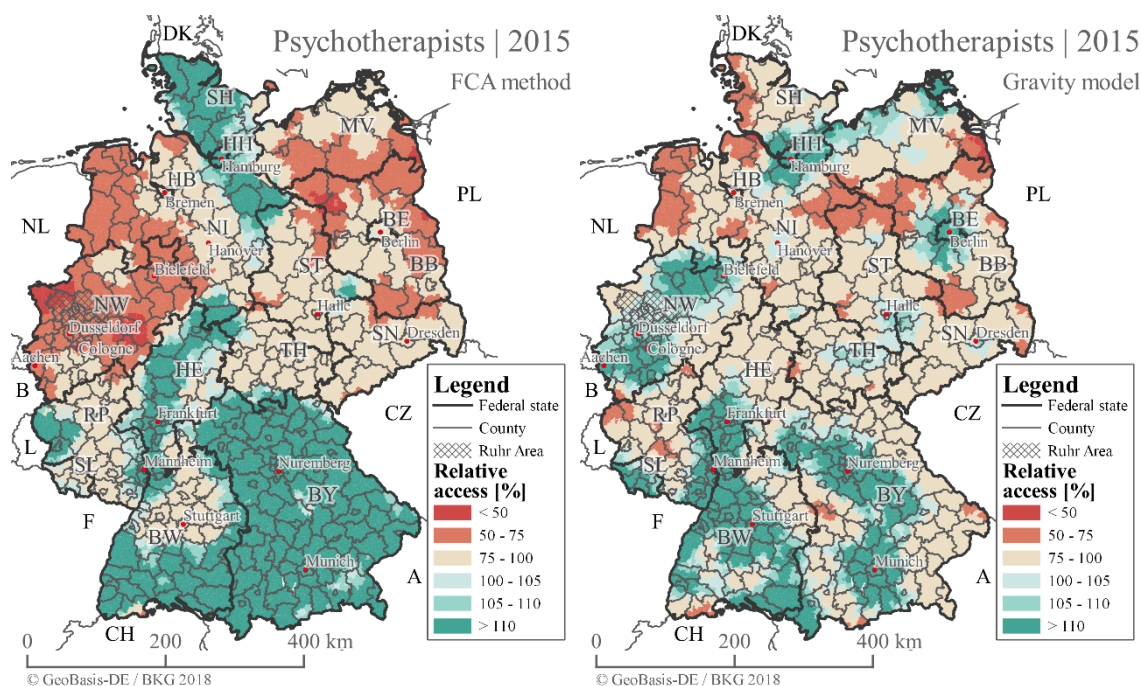 DK
Psychotherapists | 2015
FCA method
SH
MV
HH
Hamburg
HB
Bremen
PL
NL
NI
BE
Berlin
Hanover
BB
Bielefeld
ST
NW
Halle
Dusseldorf
SN
Dresden
Cologne
Aachen
TH
HE
B
RP
Frankfurt
CZ
L
SL
Mannheim
Nuremberg
BY
F
Stuttgart
BW
Munich
A
CH
Legend
Federal state
County
Ruhr Area
Relative
access [%]
< 50
50 - 75
75 - 100
100 - 105
105 - 110
> 110
0 200 400 km
© GeoBasis-DE / BKG 2018
DK
Psychotherapists | 2015
Gravity model
SH
MV
HH
Hamburg
HB
Bremen
PL
NL
NI
BE
Berlin
Hanover
BB
Bielefeld
ST
NW
Halle
Dusseldorf
SN
Dresden
Cologne
Aachen
TH
HE
B
RP
Frankfurt
CZ
L
SL
Mannheim
Nuremberg
BY
F
Stuttgart
BW
Munich
A
CH
Legend
Federal state
County
Ruhr Area
Relative
access [%]
< 50
50 - 75
75 - 100
100 - 105
105 - 110
> 110
0 200 400 km
© GeoBasis-DE / BKG 2018